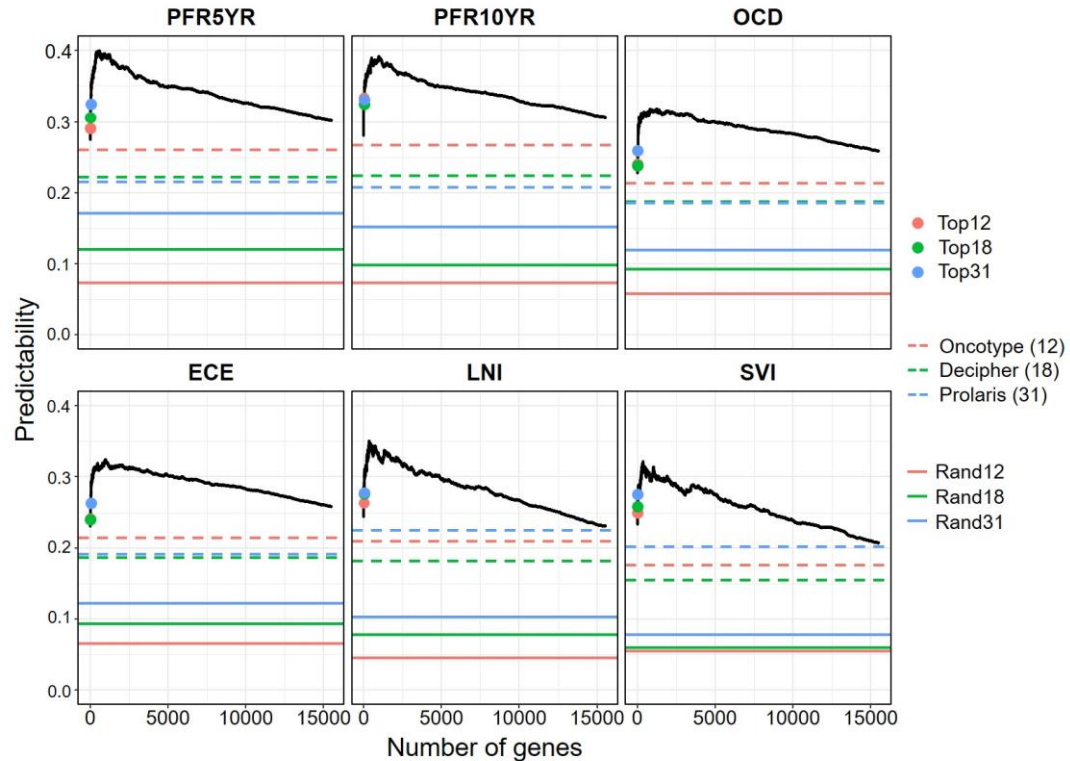 PFR5YR PFR10YR OCD
0.4
0.3
0.2
0.1
0.0
ECE LNI SVI
0.4
0.3
0.2
0.1
0.0
0 5000 10000 15000 0 5000 10000 15000 0 5000 10000 15000
Predictability
Number of genes
Top12
Top18
Top31
Oncotype (12)
Decipher (18)
Prolaris (31)
Rand12
Rand18
Rand31